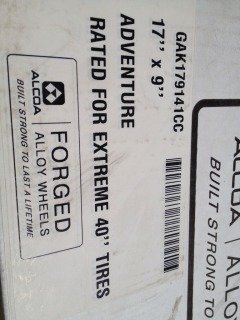 GAK179141CC
17" x 9"
ADVENTURE
RATED FOR EXTREME 40" TIRES
ALCOA
FORGED
ALLOY WHEELS
BUILT STRONG TO LAST A LIFETIME
ALCOA
ALLO
BUILT STRONG TO